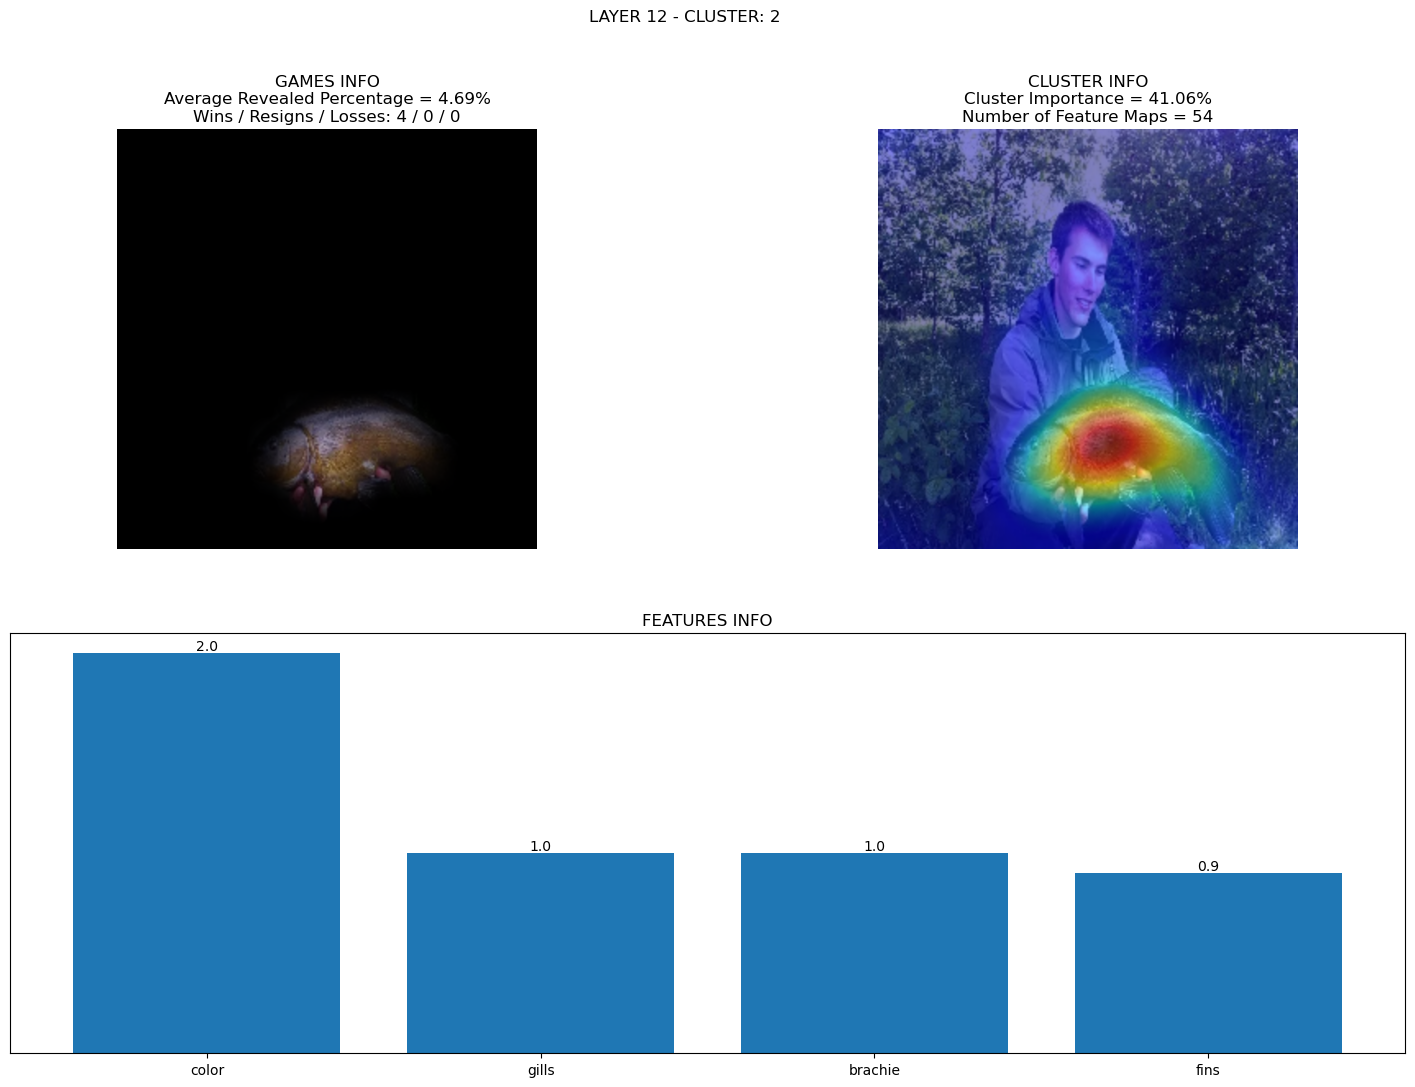 LAYER 12 - CLUSTER: 2
GAMES INFO
Average Revealed Percentage = 4.69%
Wins / Resigns / Losses: 4 / 0 / 0
CLUSTER INFO
Cluster Importance = 41.06%
Number of Feature Maps = 54
FEATURES INFO
2.0
1.0
1.0
0.9
color
gills
brachie
fins